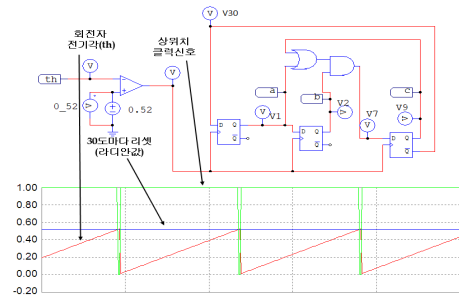 회전자
전기각(th)
상위치
클럭신호
V
V30
th
V
V
0_52
V
0.52
a
b
c
V
V1
V2
V
V7
V
V9
V
D Q
Q
D Q
Q
D Q
Q
30도마다 리셋
(라디안값)
1.00
0.80
0.60
0.40
0.20
0.00
-0.20